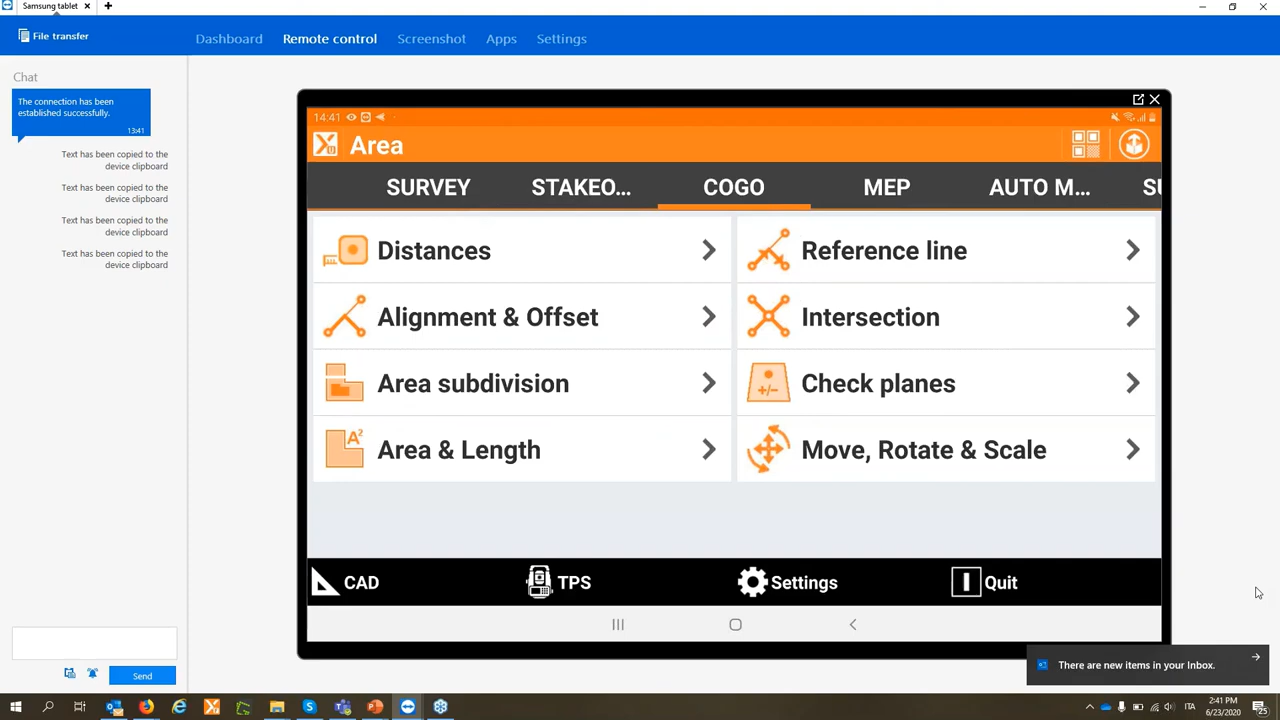 Samsung tablet
File transfer
Dashboard
Remote control
Screenshot
Apps
Settings
Chat
The connection has been
established successfully.
13:41
Text has been copied to the
device clipboard
Text has been copied to the
device clipboard
Text has been copied to the
device clipboard
Text has been copied to the
device clipboard
Send
14:41
Area
SURVEY
STAKEO...
COGO
MEP
AUTO M...
SU
Distances
Reference line
Alignment & Offset
Intersection
Area subdivision
Check planes
Area & Length
Move, Rotate & Scale
CAD
TPS
Settings
Quit
There are new items in your Inbox.
ITA
2:41 PM
6/23/2020
25